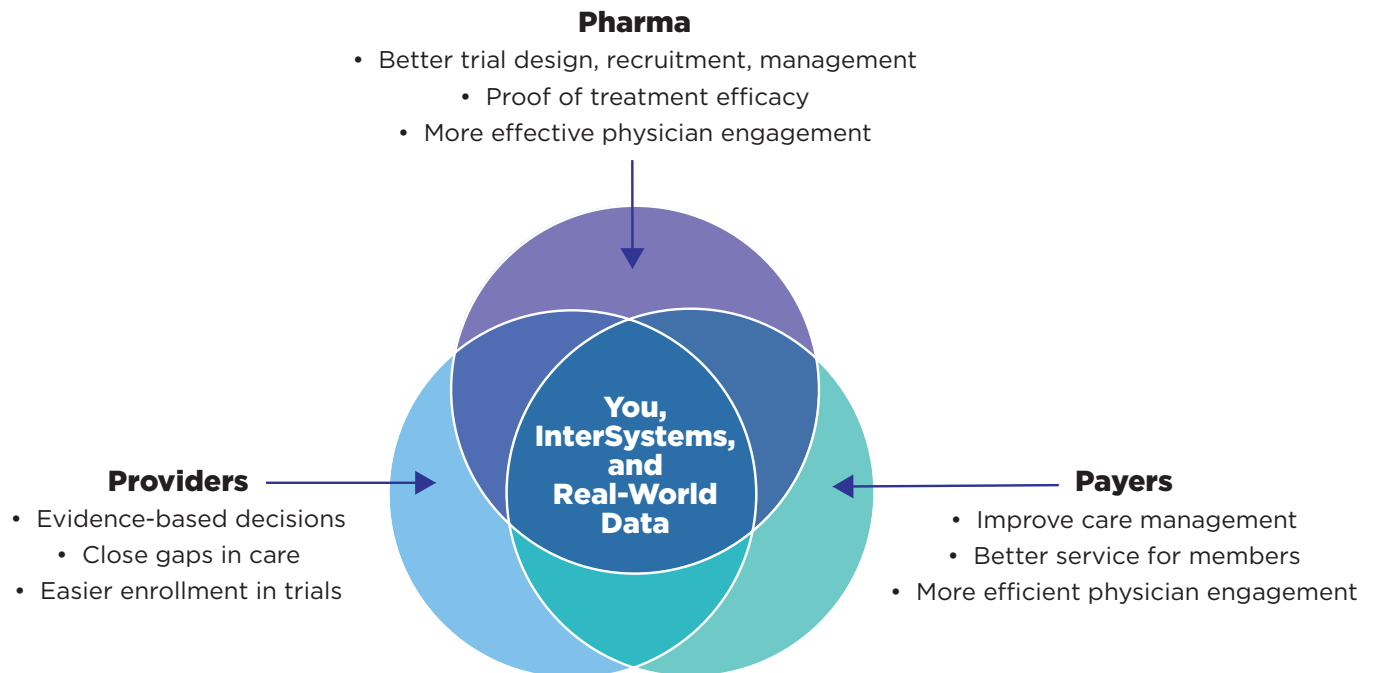 Pharma
• Better trial design, recruitment, management
• Proof of treatment efficacy
• More effective physician engagement
You,
InterSystems,
and
Real-World
Data
Providers
• Evidence-based decisions
• Close gaps in care
• Easier enrollment in trials
Payers
• Improve care management
• Better service for members
• More efficient physician engagement